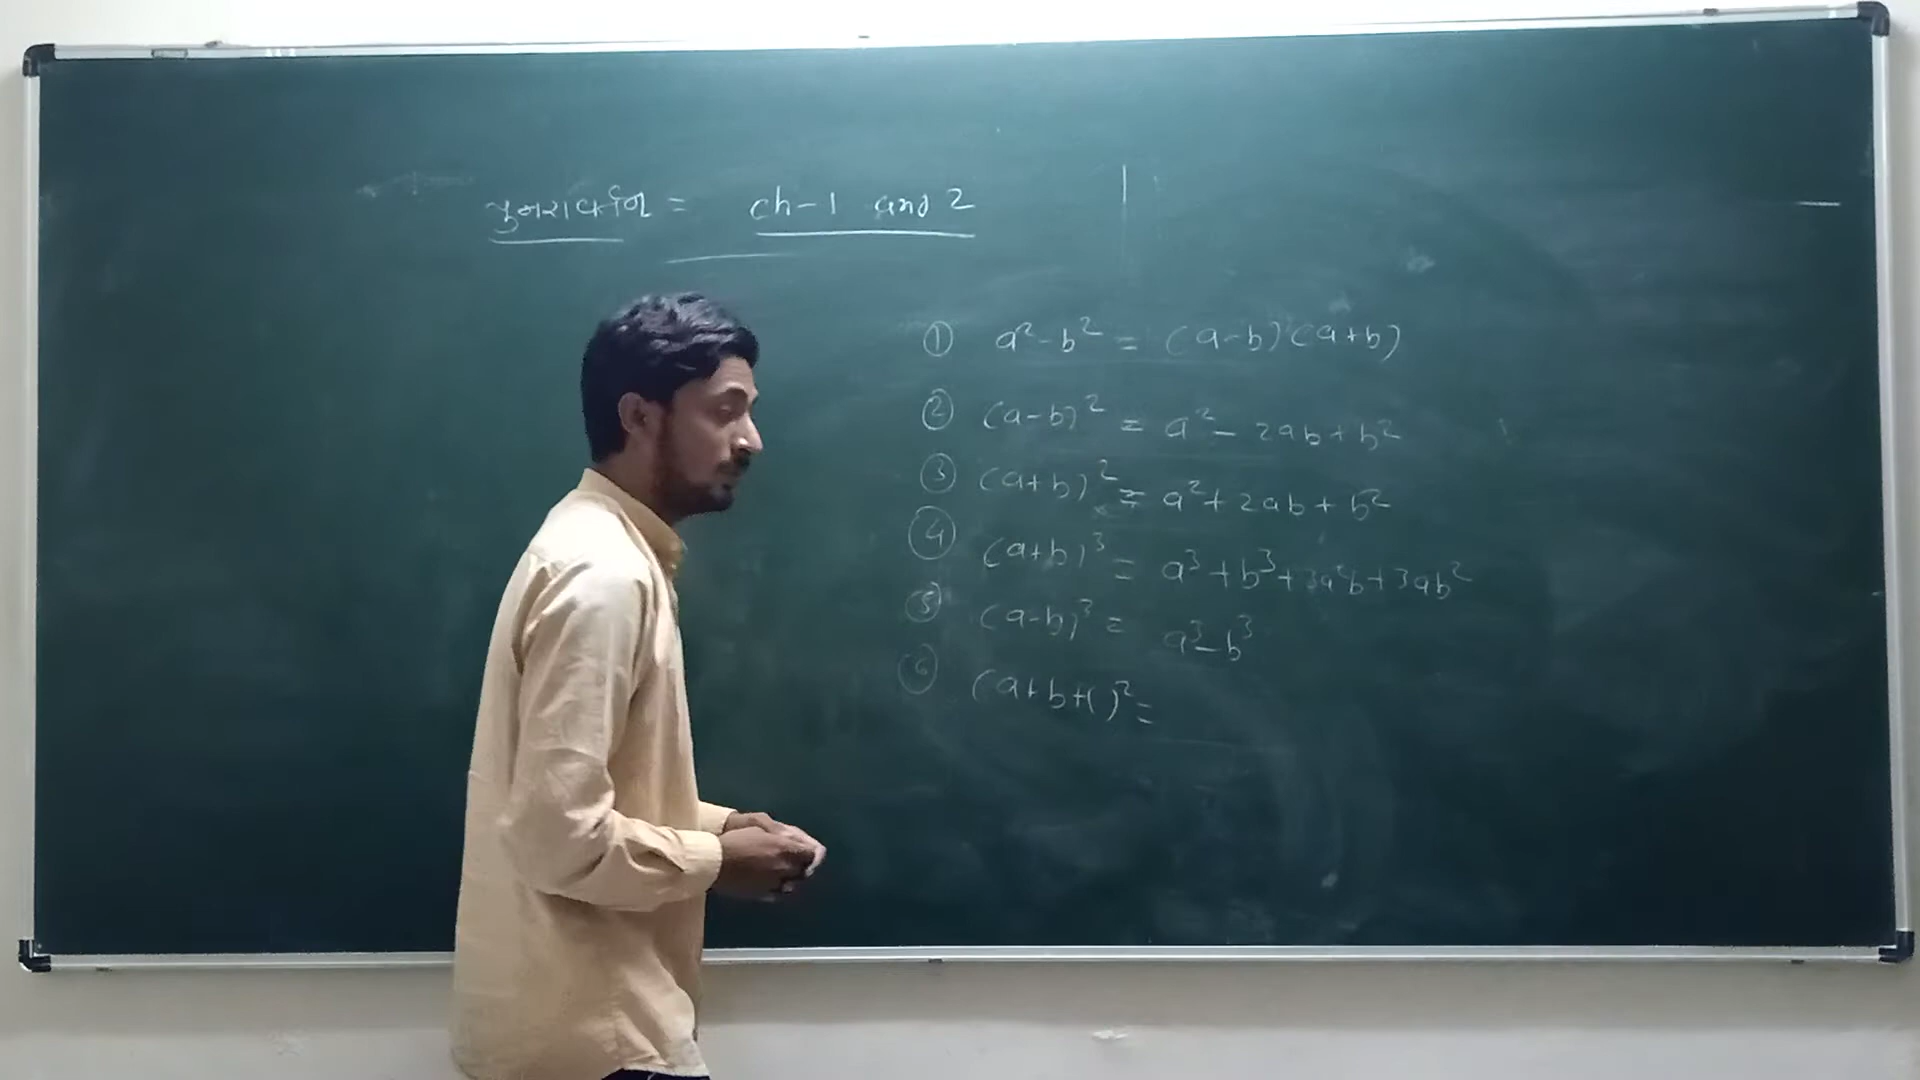 પુનરાવર્તન = ch-1 and 2
① a²-b² = (a-b)(a+b)
② (a-b)² = a² - 2ab+b²
③ (a+b)² = a²+2ab+b²
④ (a+b)³ = a³+b³+3a²b+3ab²
⑤ (a-b)³ = a³-b³
⑥ (a+b+c)² =